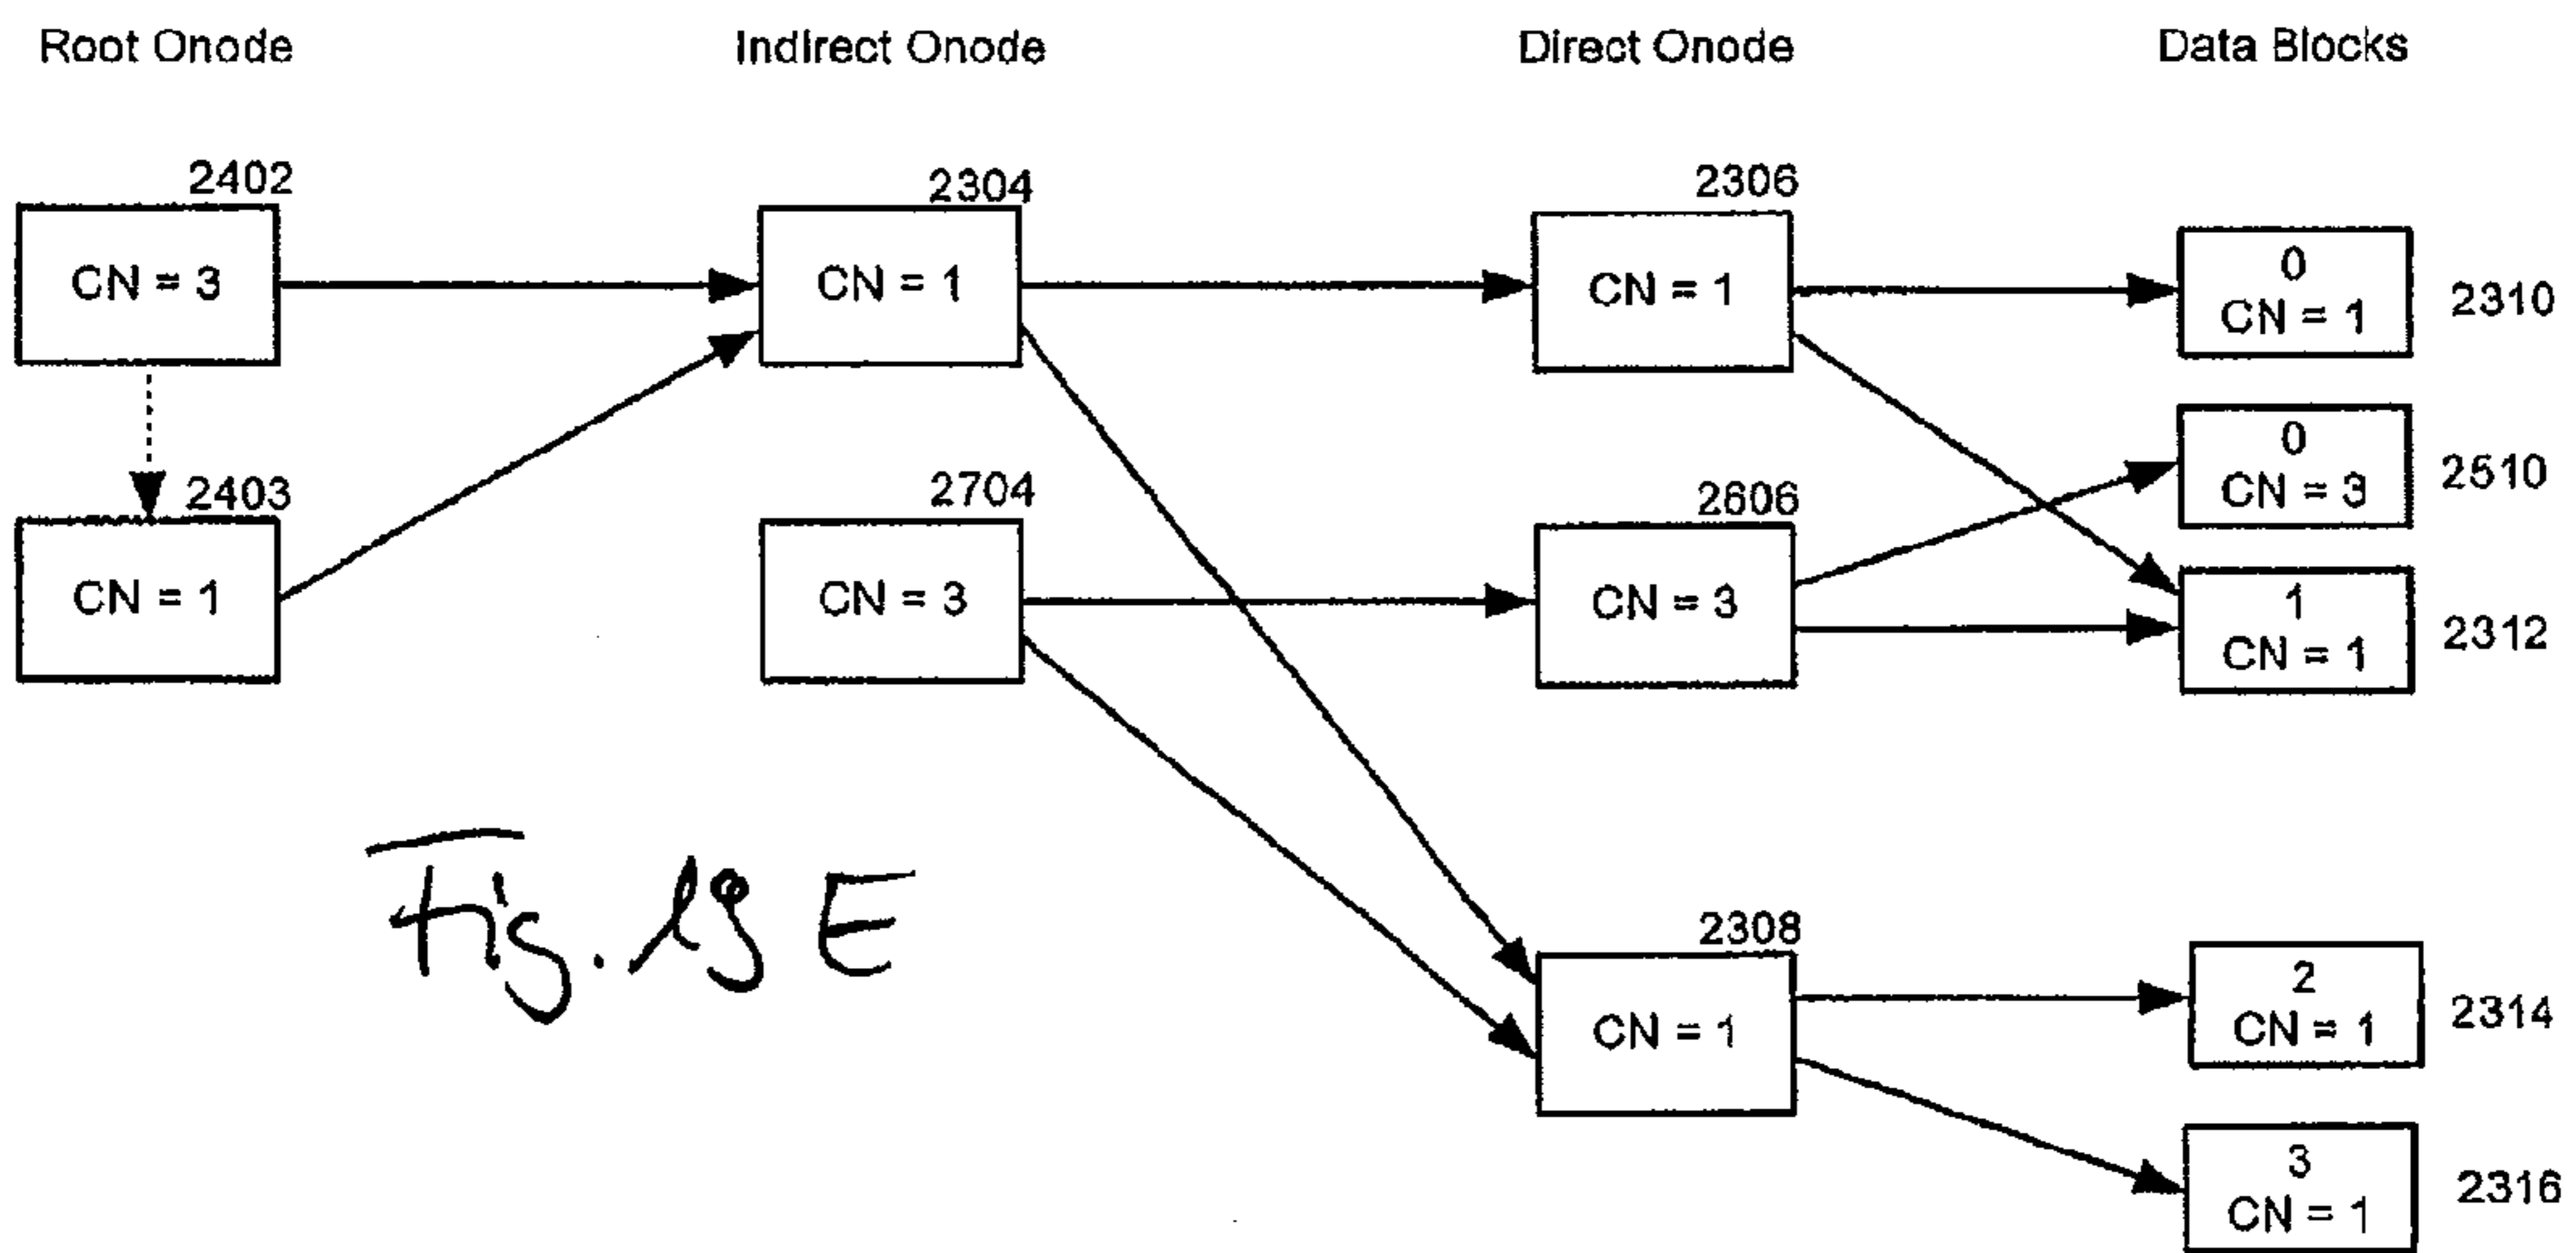 Root Onode Indirect Onode Direct Onode Data Blocks
2402 2304 2306
CN = 3 CN = 1 CN = 1 0 CN = 1 2310
0 CN = 3 2510
2403 2704 2606
CN = 1 CN = 3 CN = 3 1 CN = 1 2312
Fig. 19 E
2308
CN = 1 2 CN = 1 2314
3 CN = 1 2316